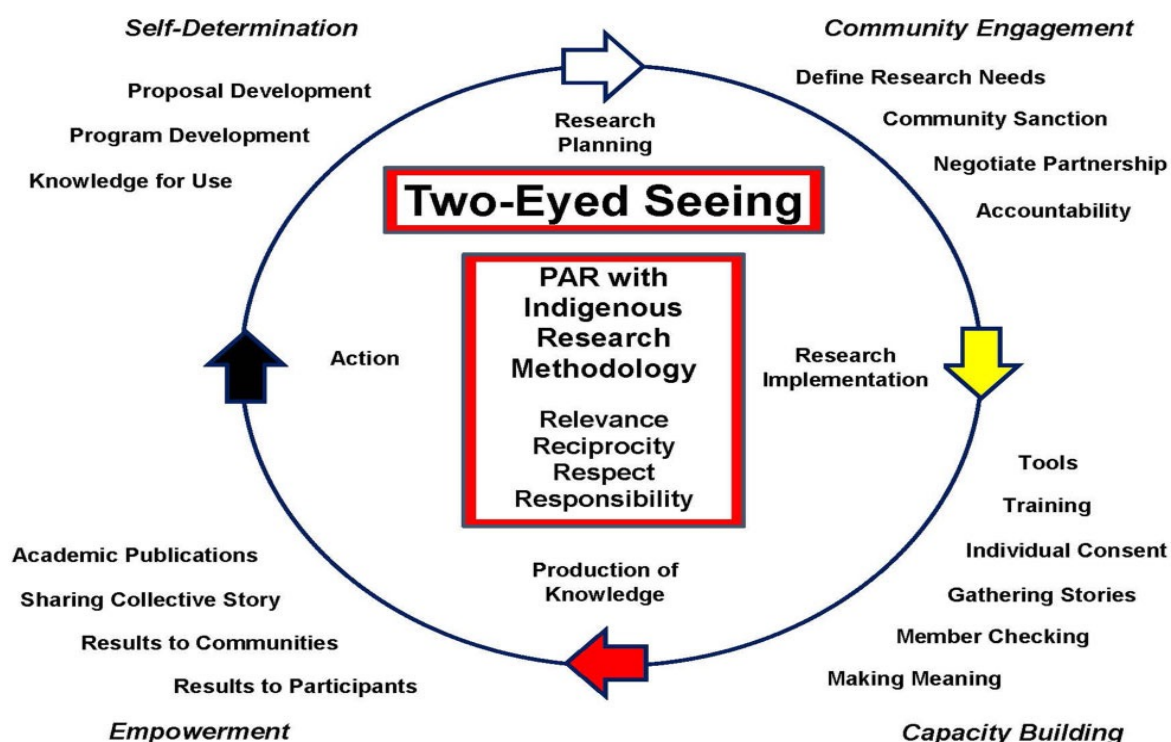 Self-Determination
Proposal Development
Program Development
Knowledge for Use
Community Engagement
Define Research Needs
Community Sanction
Negotiate Partnership
Accountability
Research
Planning
Two-Eyed Seeing
PAR with
Indigenous
Research
Methodology
Relevance
Reciprocity
Respect
Responsibility
Action
Research
Implementation
Production of
Knowledge
Tools
Training
Individual Consent
Gathering Stories
Member Checking
Making Meaning
Capacity Building
Academic Publications
Sharing Collective Story
Results to Communities
Results to Participants
Empowerment